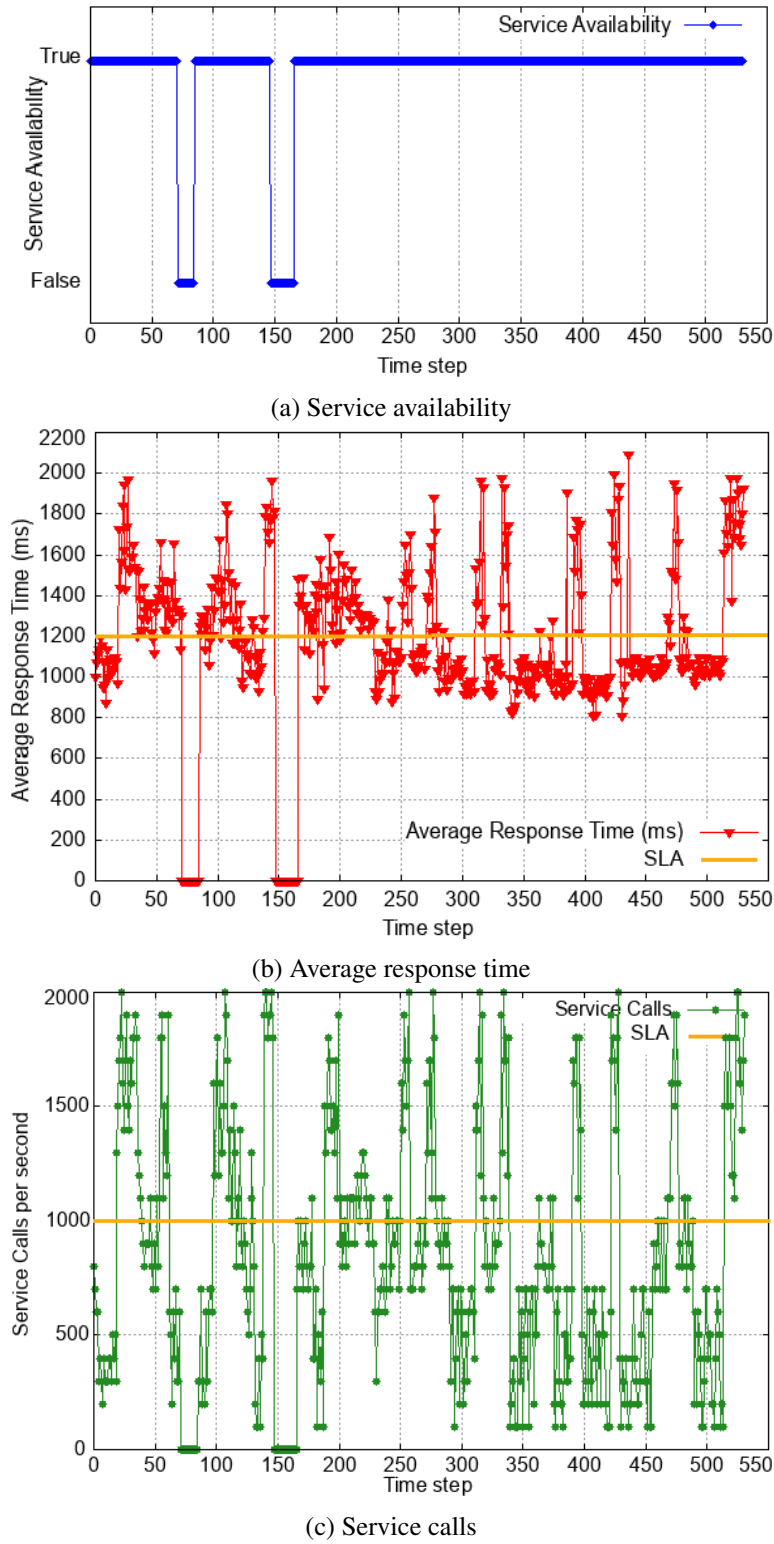 Service Availability
True
Service Availability
False
0 50 100 150 200 250 300 350 400 450 500 550
Time step
(a) Service availability
2200
2000
1800
1600
1400
1200
1000
800
600
400
200
0
Average Response Time (ms)
Average Response Time (ms)
SLA
0 50 100 150 200 250 300 350 400 450 500 550
Time step
(b) Average response time
2000
1500
1000
500
0
Service Calls per second
Service Calls
SLA
0 50 100 150 200 250 300 350 400 450 500 550
Time step
(c) Service calls